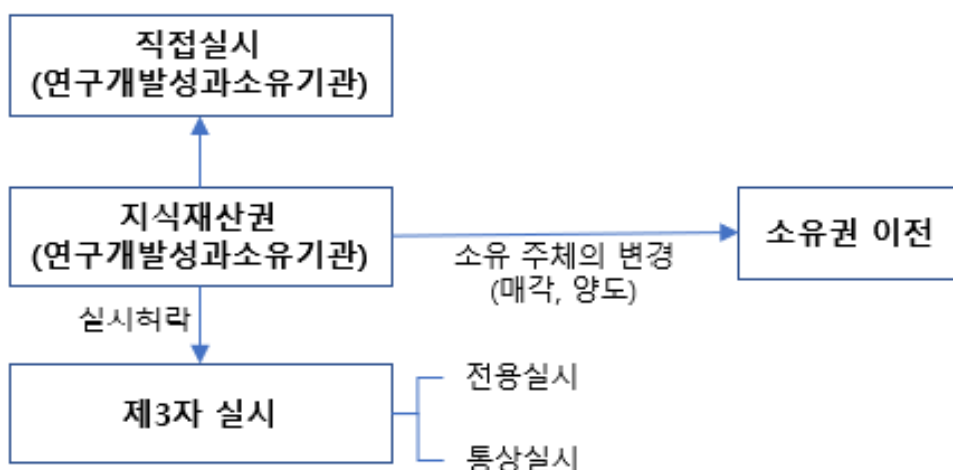 직접실시
(연구개발성과소유기관)
지식재산권
(연구개발성과소유기관)
소유 주체의 변경
(매각, 양도)
소유권 이전
실시허락
제3자 실시
전용실시
통상실시